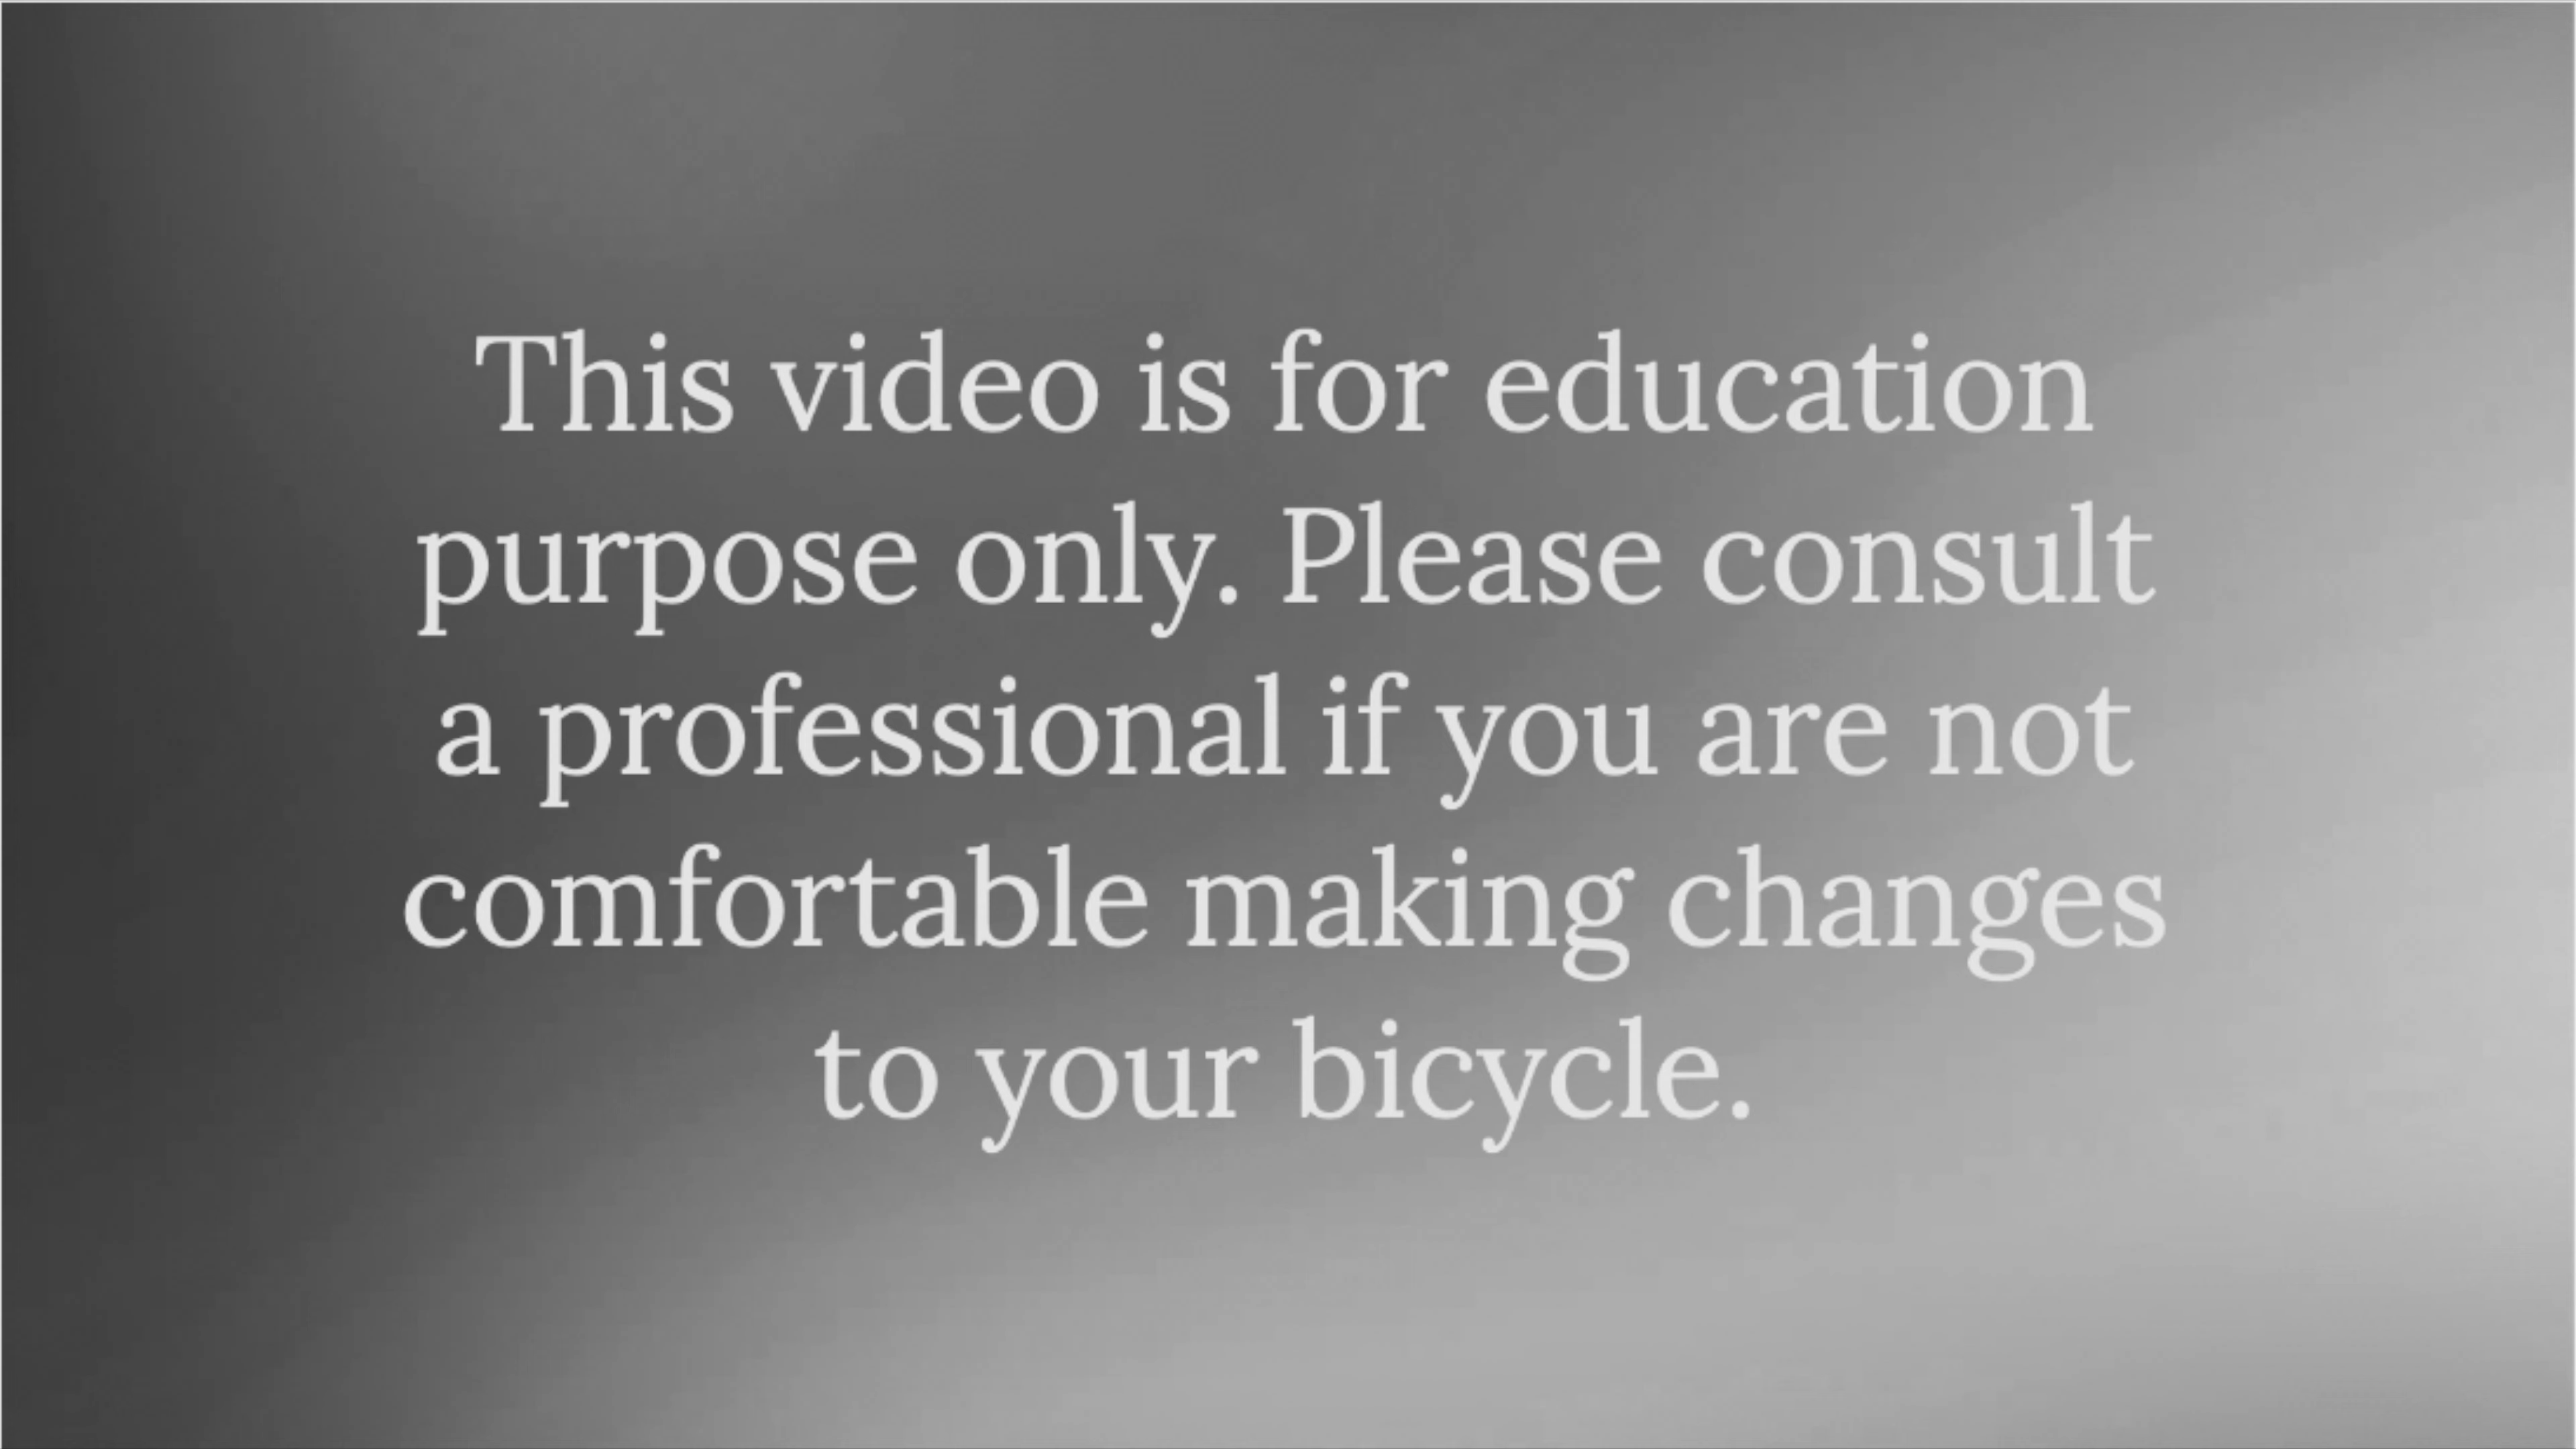 This video is for education
purpose only. Please consult
a professional if you are not
comfortable making changes
to your bicycle.